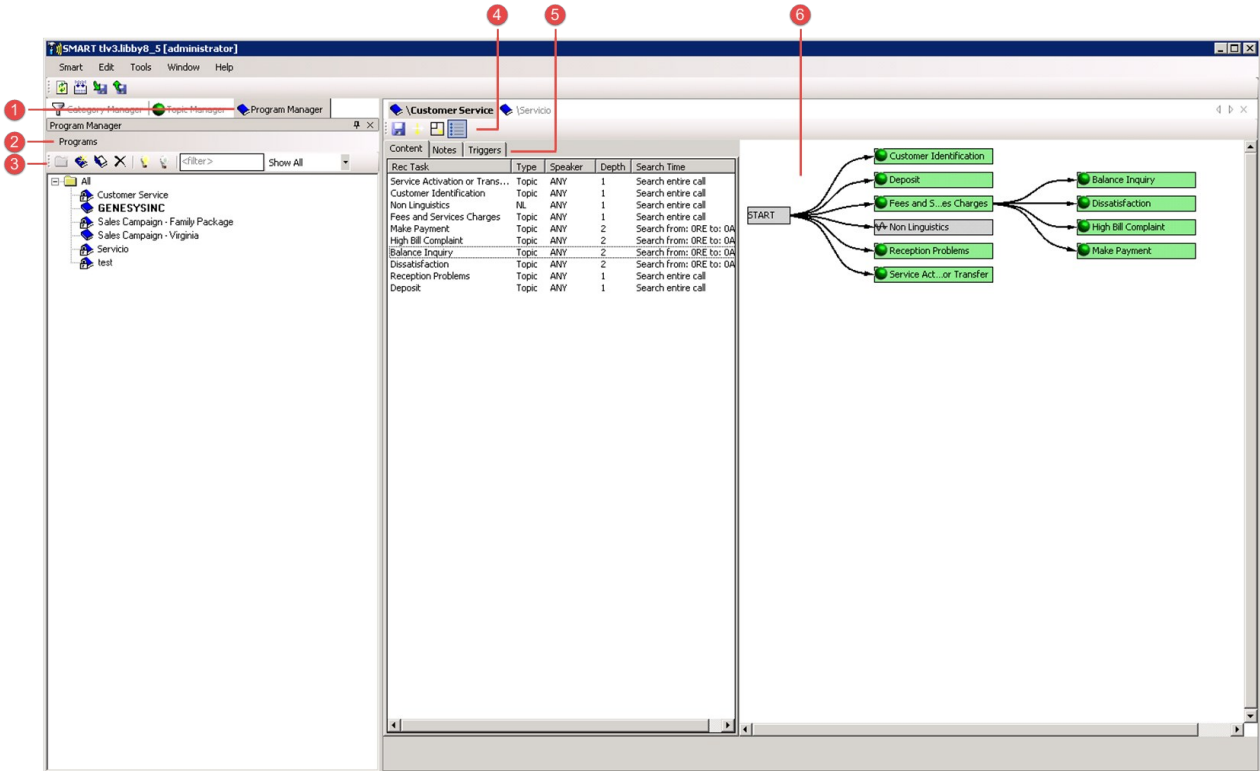 4 5 6
SMART tlv3.libby8_5 [administrator]
Smart Edit Tools Window Help
1 Category Manager Topic Manager Program Manager \Customer Service \Servicio
Program Manager
2 Programs
3 <filter> Show All
Content Notes Triggers
Rec Task Type Speaker Depth Search Time
Service Activation or Trans... Topic ANY 1 Search entire call
Customer Identification Topic ANY 1 Search entire call
Non Linguistics NL ANY 1 Search entire call
Fees and Services Charges Topic ANY 1 Search entire call
Make Payment Topic ANY 2 Search from: 0RE to: 0A
High Bill Complaint Topic ANY 2 Search from: 0RE to: 0A
Balance Inquiry Topic ANY 2 Search from: 0RE to: 0A
Dissatisfaction Topic ANY 2 Search from: 0RE to: 0A
Reception Problems Topic ANY 1 Search entire call
Deposit Topic ANY 1 Search entire call
All
Customer Service
GENESYSINC
Sales Campaign - Family Package
Sales Campaign - Virginia
Servicio
test
START
Customer Identification
Deposit
Fees and S...es Charges
Non Linguistics
Reception Problems
Service Act...or Transfer
Balance Inquiry
Dissatisfaction
High Bill Complaint
Make Payment